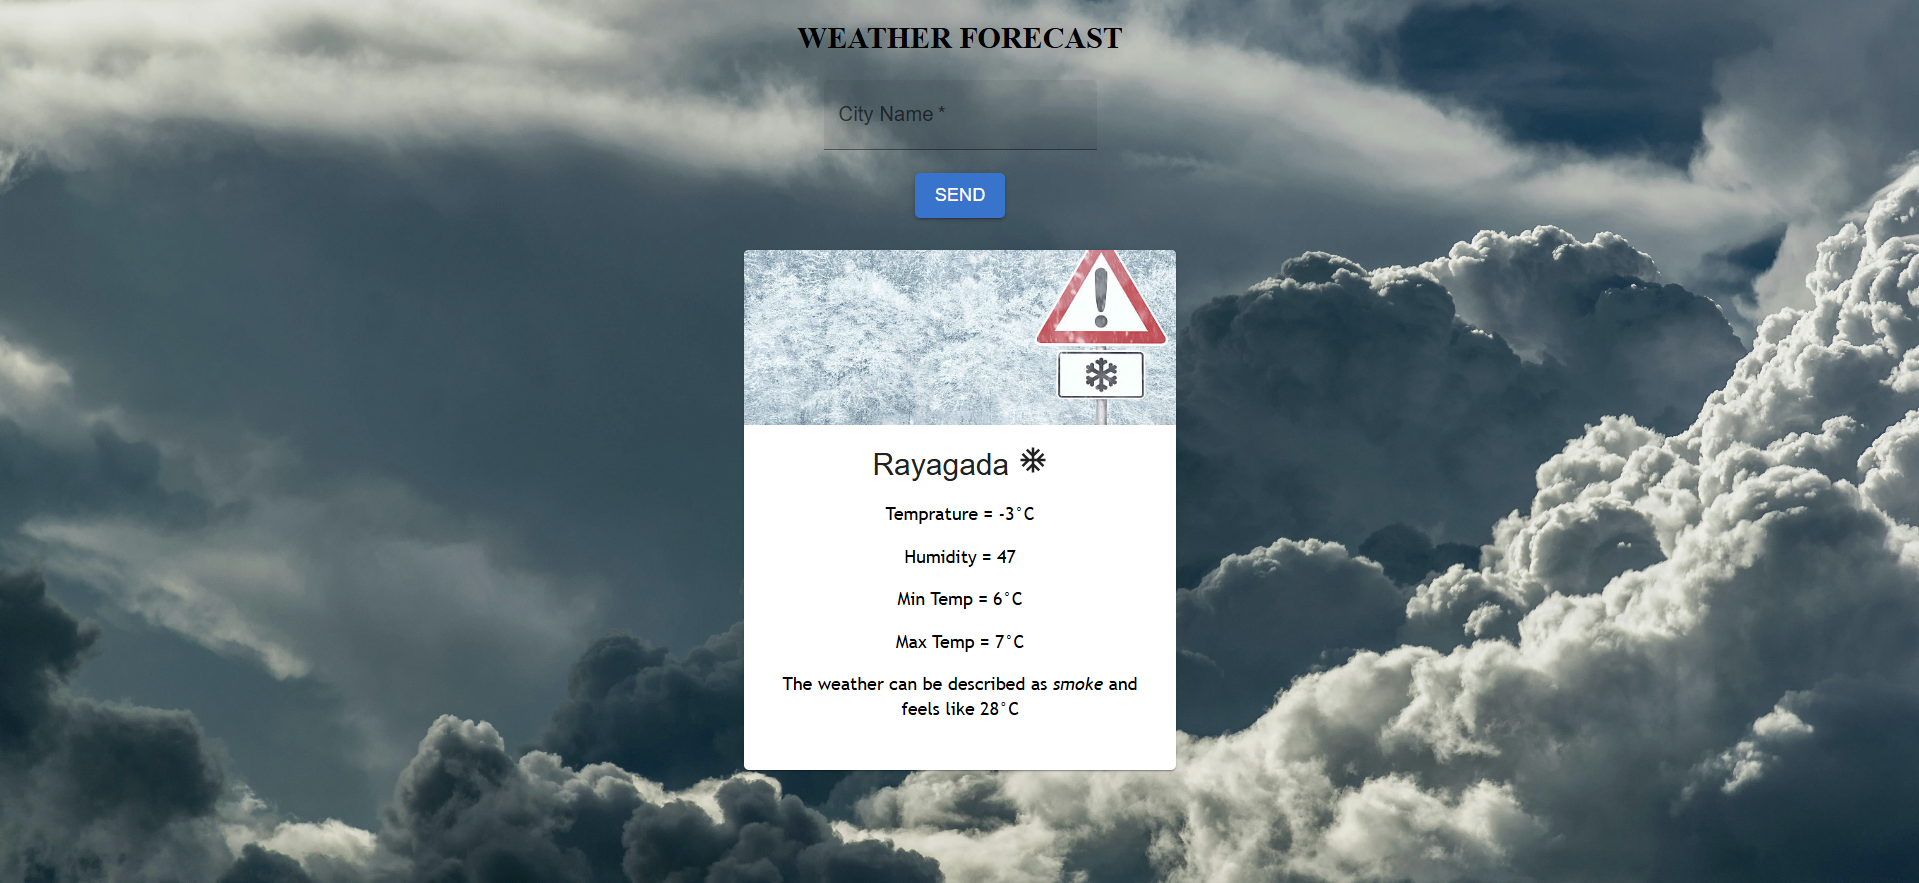 WEATHER FORECAST
City Name *
SEND
Rayagada
Temprature = -3°C
Humidity = 47
Min Temp = 6°C
Max Temp = 7°C
The weather can be described as smoke and
feels like 28°C